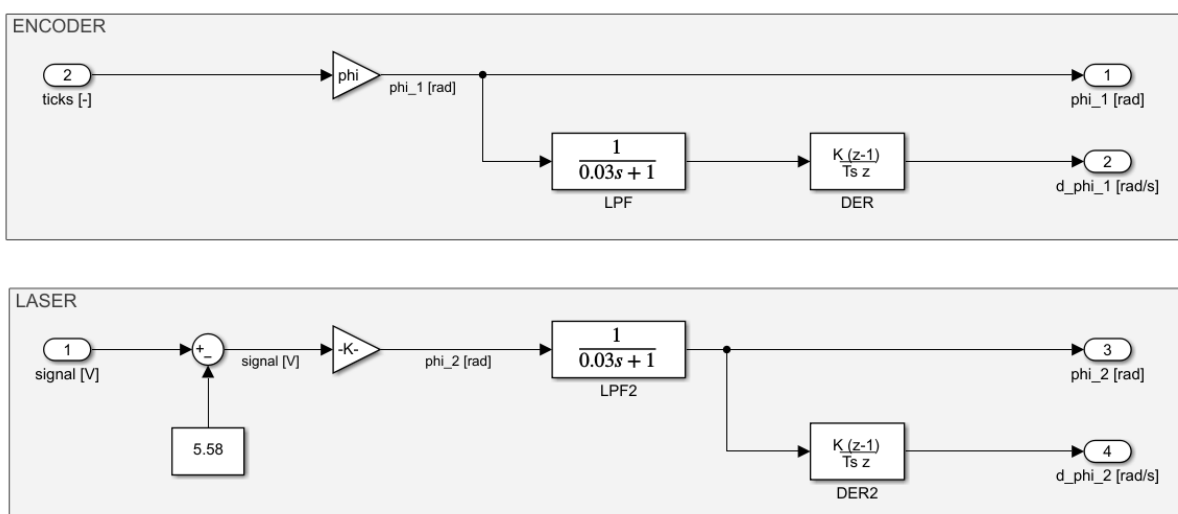 ENCODER
2
ticks [-]
phi
phi_1 [rad]
1
phi_1 [rad]
1
0.03s + 1
LPF
K (z-1)
Ts z
DER
2
d_phi_1 [rad/s]
LASER
1
signal [V]
+
-
signal [V]
-K-
phi_2 [rad]
1
0.03s + 1
LPF2
3
phi_2 [rad]
5.58
K (z-1)
Ts z
DER2
4
d_phi_2 [rad/s]